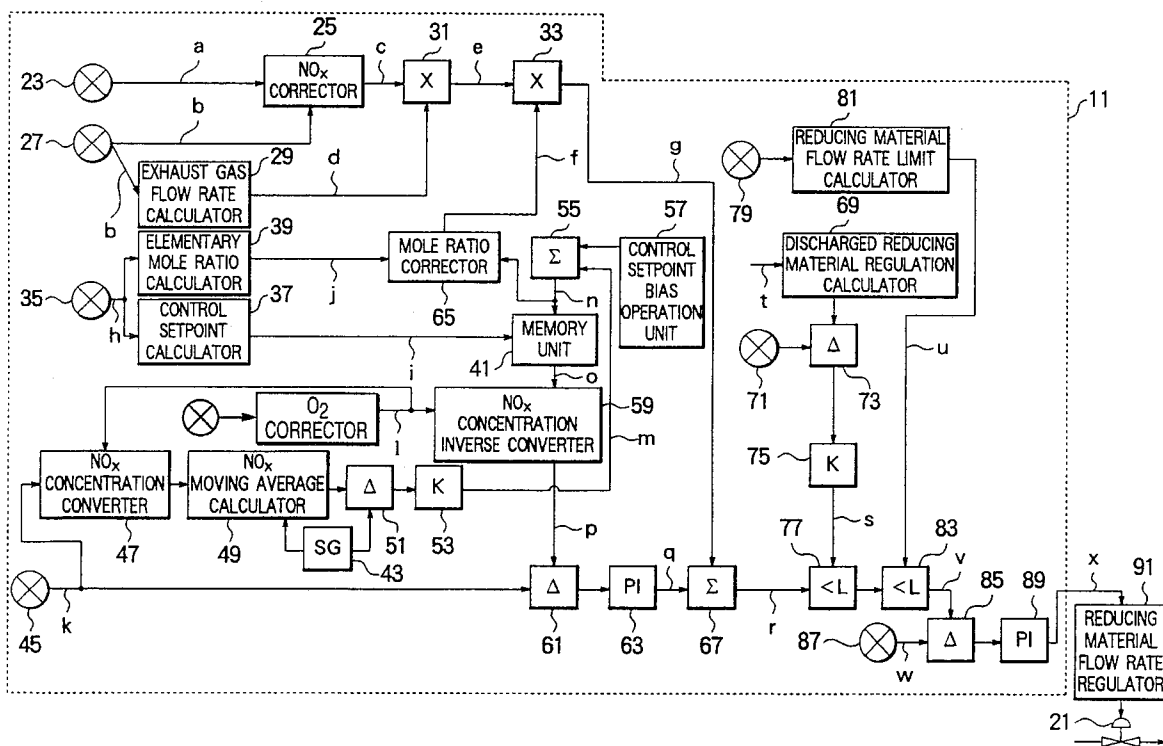 25
31
33
a
NOx
CORRECTOR
c
X
e
X
23
81
11
b
27
REDUCING MATERIAL
FLOW RATE LIMIT
CALCULATOR
29
f
g
EXHAUST GAS
FLOW RATE
CALCULATOR
d
79
b
55
57
69
39
ELEMENTARY
MOLE RATIO
CALCULATOR
MOLE RATIO
CORRECTOR
Σ
CONTROL
SETPOINT
BIAS
OPERATION
UNIT
DISCHARGED REDUCING
MATERIAL REGULATION
CALCULATOR
j
t
35
h
37
65
n
CONTROL
SETPOINT
CALCULATOR
MEMORY
UNIT
Δ
u
i
41
71
73
o
O2
CORRECTOR
l
NOx
CONCENTRATION
INVERSE CONVERTER
59
m
75
K
NOx
CONCENTRATION
CONVERTER
NOx
MOVING AVERAGE
CALCULATOR
Δ
K
47
49
SG
51
53
p
s
43
77
83
45
k
Δ
PI
q
Σ
r
<L
<L
v
85
89
x
91
61
63
67
87
w
Δ
PI
REDUCING
MATERIAL
FLOW RATE
REGULATOR
21